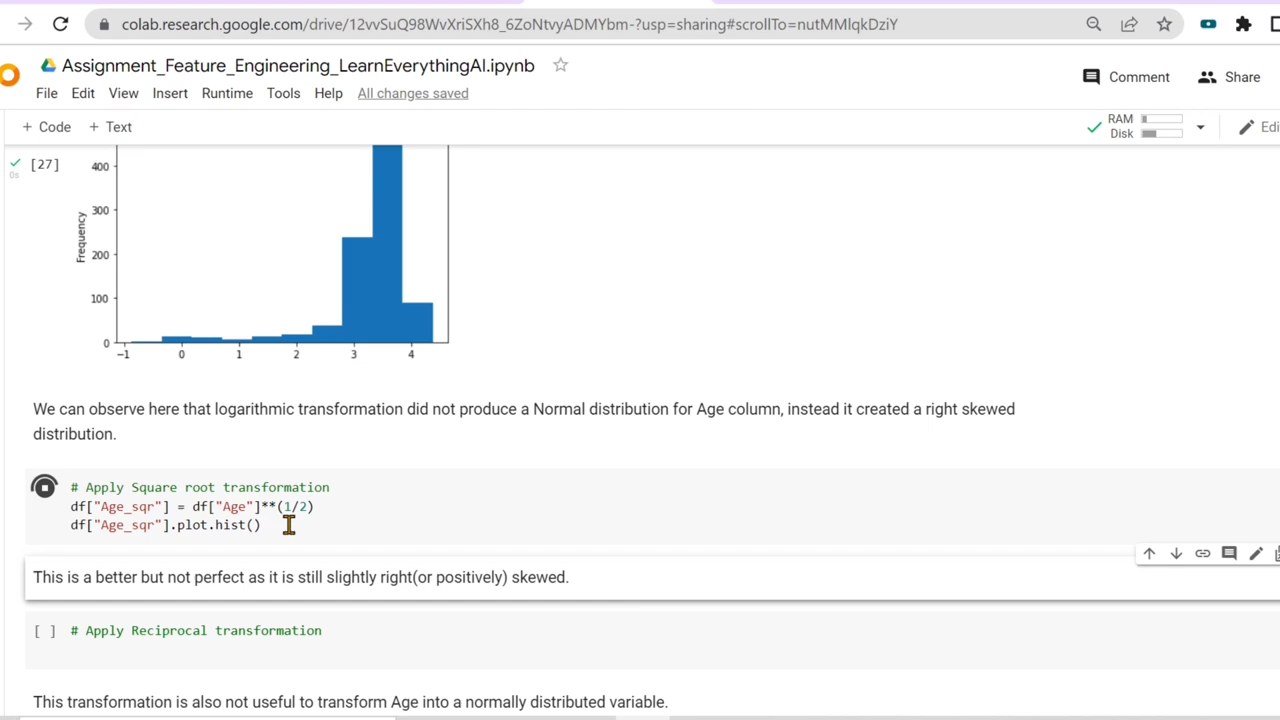 colab.research.google.com/drive/12vvSuQ98WvXriSXh8_6ZoNtvyADMYbm-?usp=sharing#scrollTo=nutMMlqkDziY
Assignment_Feature_Engineering_LearnEverythingAI.ipynb
Comment
Share
File Edit View Insert Runtime Tools Help All changes saved
+ Code + Text
RAM
Disk
Edi
[27]
400
300
200
100
0
Frequency
−1 0 1 2 3 4
We can observe here that logarithmic transformation did not produce a Normal distribution for Age column, instead it created a right skewed
distribution.
# Apply Square root transformation
df["Age_sqr"] = df["Age"]**(1/2)
df["Age_sqr"].plot.hist()
This is a better but not perfect as it is still slightly right(or positively) skewed.
[ ] # Apply Reciprocal transformation
This transformation is also not useful to transform Age into a normally distributed variable.
0s